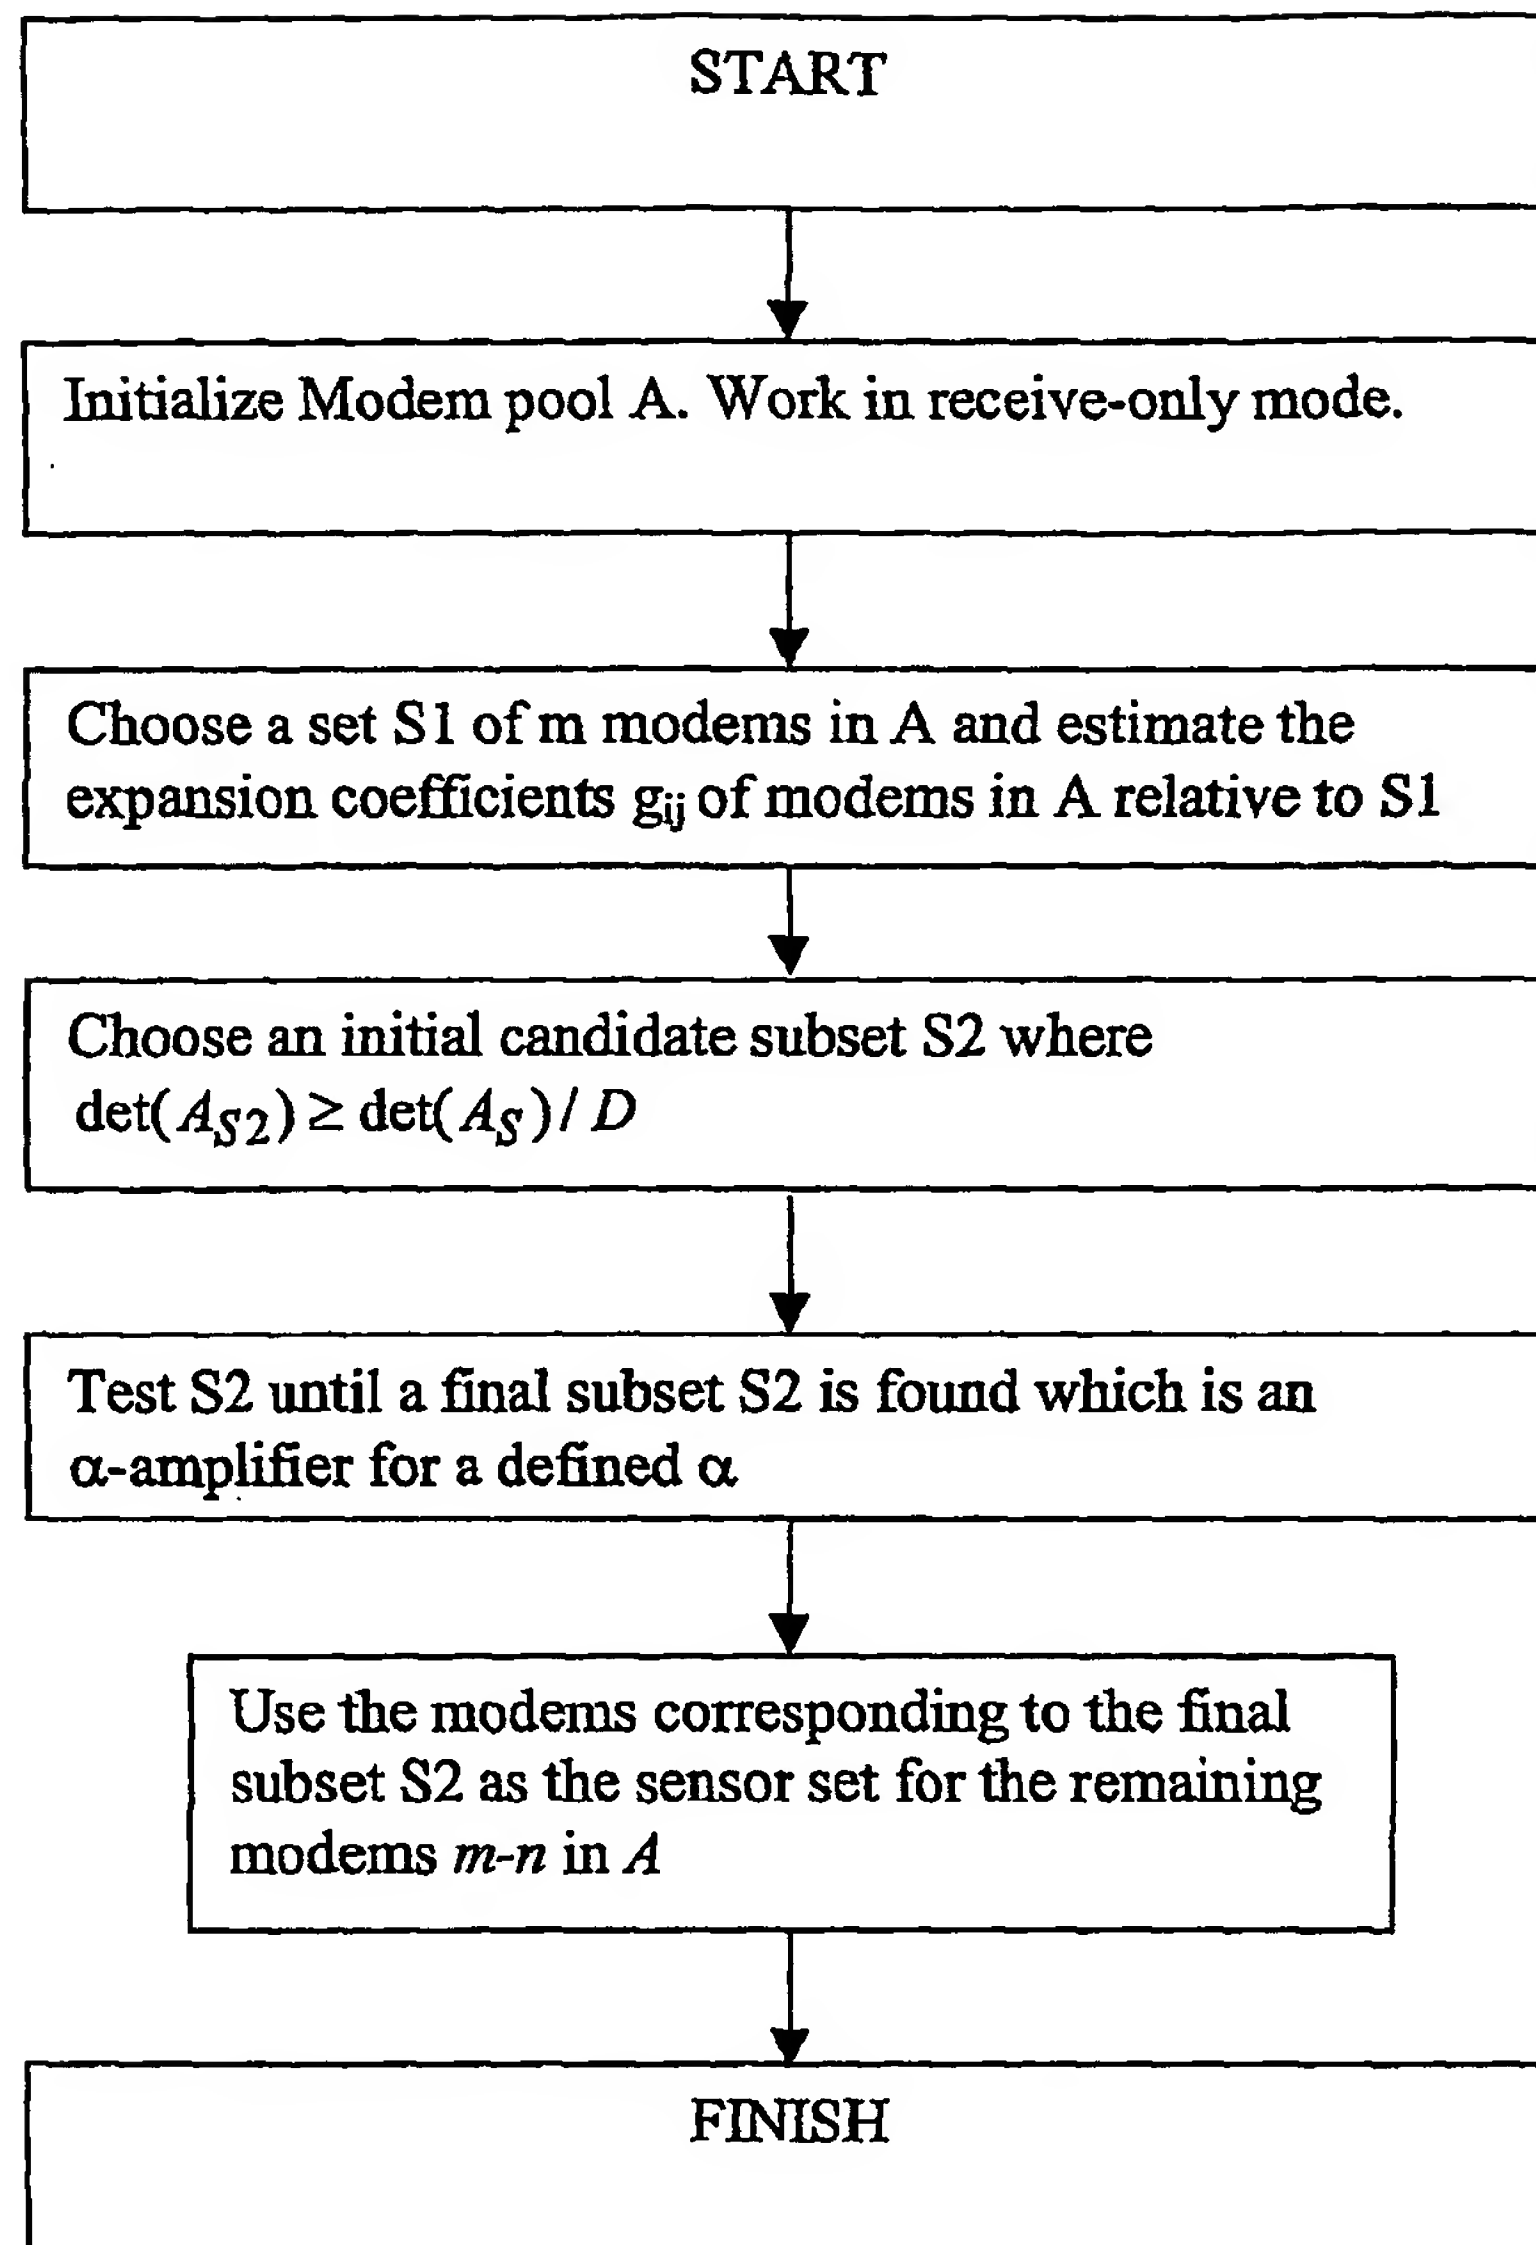 START
Initialize Modem pool A. Work in receive-only mode.
Choose a set S1 of m modems in A and estimate the
expansion coefficients gᵢⱼ of modems in A relative to S1
Choose an initial candidate subset S2 where
det(A_{S2}) ≥ det(A_S) / D
Test S2 until a final subset S2 is found which is an
α-amplifier for a defined α
Use the modems corresponding to the final
subset S2 as the sensor set for the remaining
modems m-n in A
FINISH